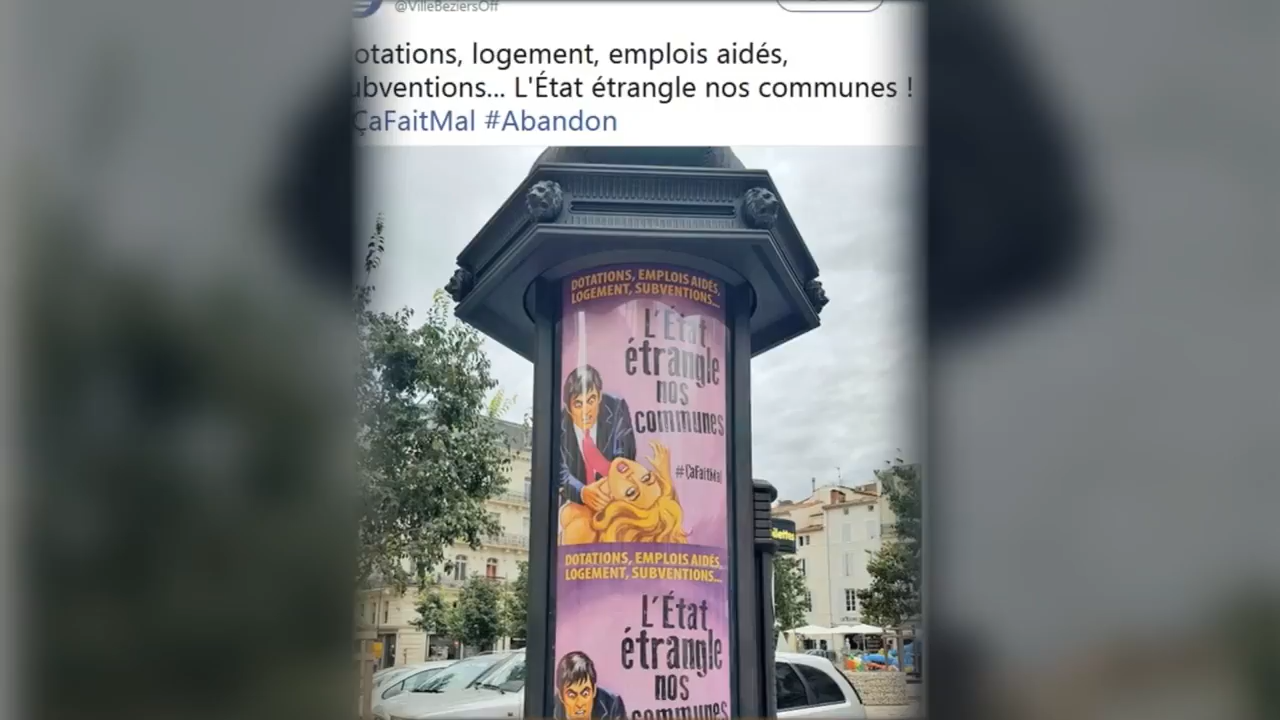 @VilleBeziersOff
otations, logement, emplois aidés,
ubventions... L'État étrangle nos communes !
ÇaFaitMal #Abandon
DOTATIONS, EMPLOIS AIDÉS,
LOGEMENT, SUBVENTIONS...
L'État
étrangle
nos
communes
#ÇaFaitMal
DOTATIONS, EMPLOIS AIDÉS,
LOGEMENT, SUBVENTIONS...
L'État
étrangle
nos
communes